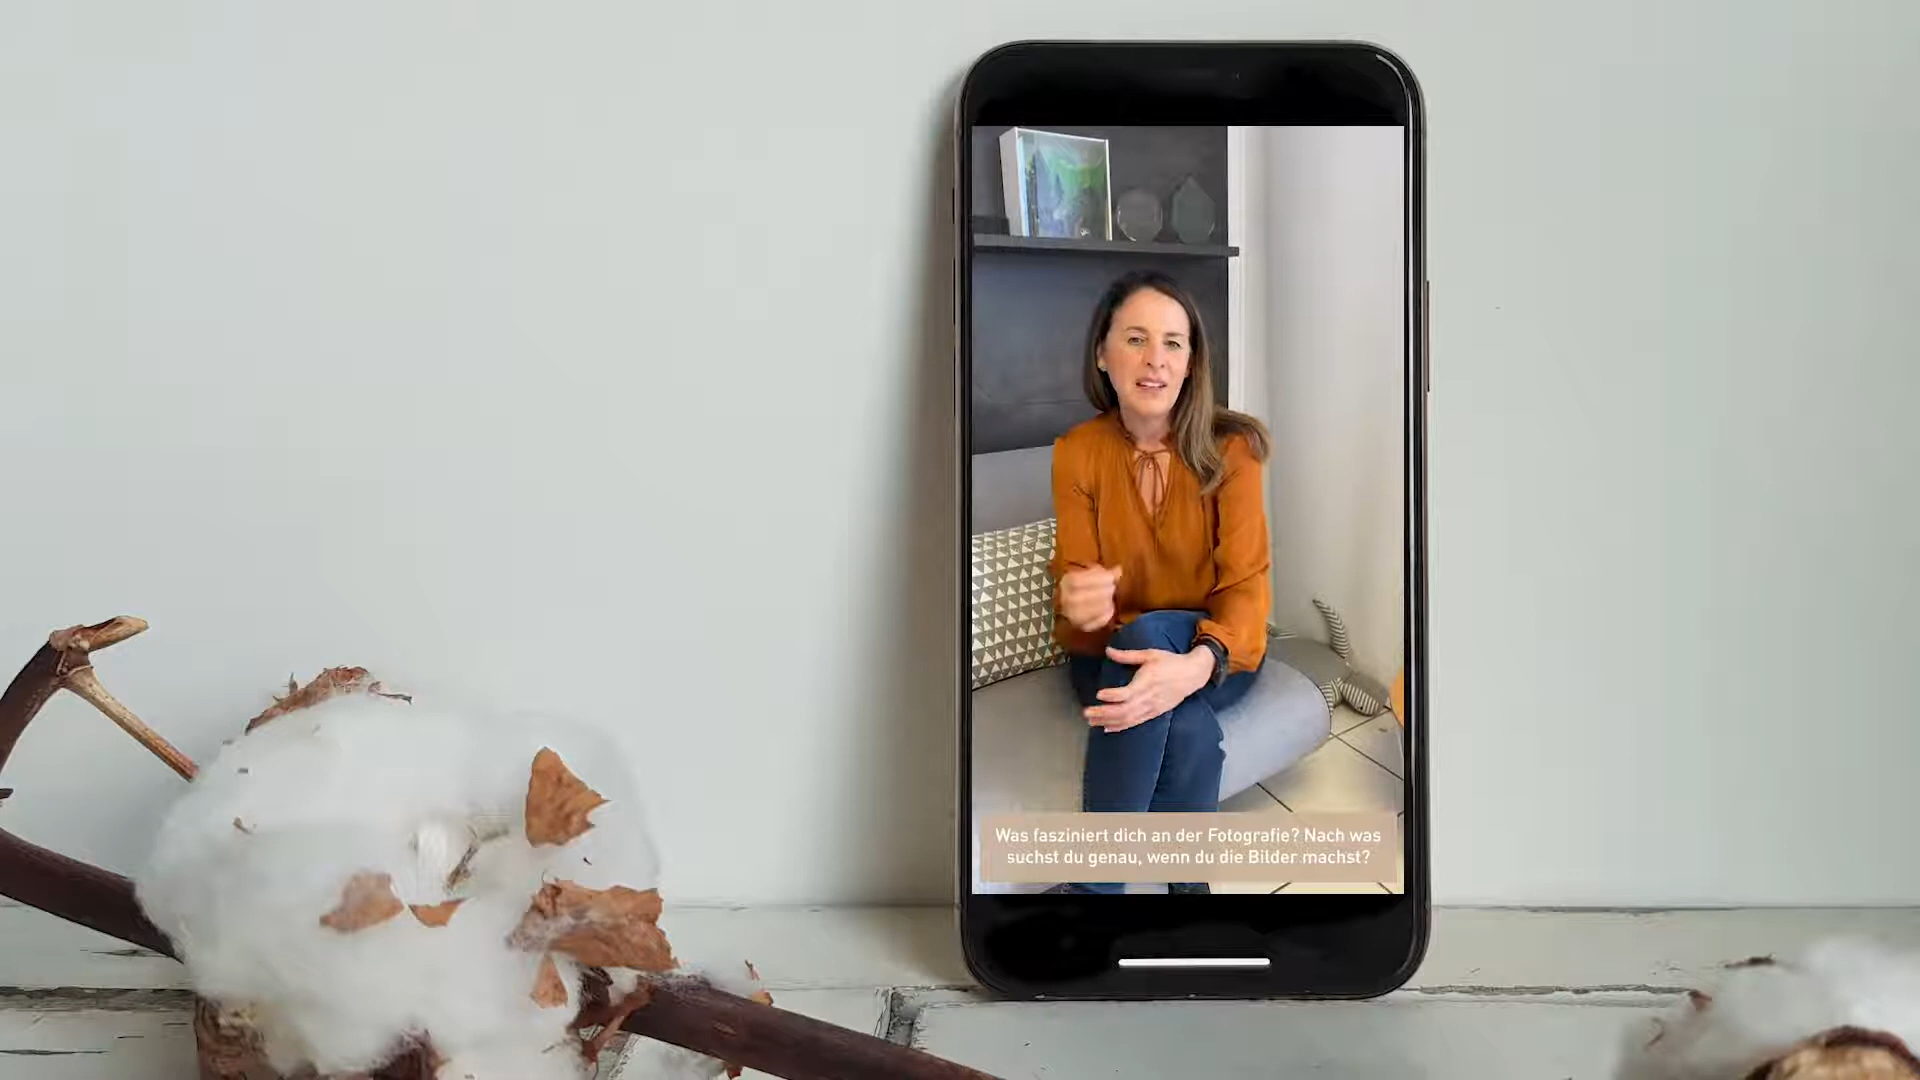 Was fasziniert dich an der Fotografie? Nach was
suchst du genau, wenn du die Bilder machst?